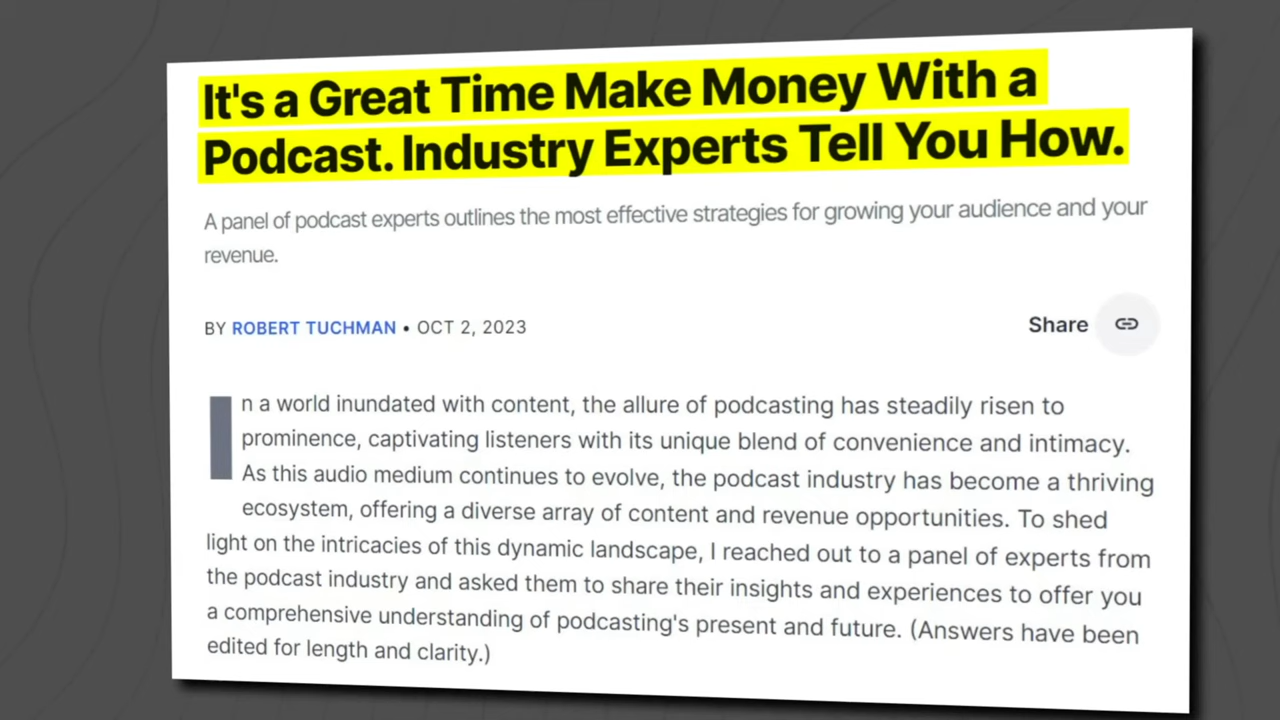 It's a Great Time Make Money With a
Podcast. Industry Experts Tell You How.
A panel of podcast experts outlines the most effective strategies for growing your audience and your
revenue.
BY ROBERT TUCHMAN • OCT 2, 2023
Share
In a world inundated with content, the allure of podcasting has steadily risen to
prominence, captivating listeners with its unique blend of convenience and intimacy.
As this audio medium continues to evolve, the podcast industry has become a thriving
ecosystem, offering a diverse array of content and revenue opportunities. To shed
light on the intricacies of this dynamic landscape, I reached out to a panel of experts from
the podcast industry and asked them to share their insights and experiences to offer you
a comprehensive understanding of podcasting's present and future. (Answers have been
edited for length and clarity.)